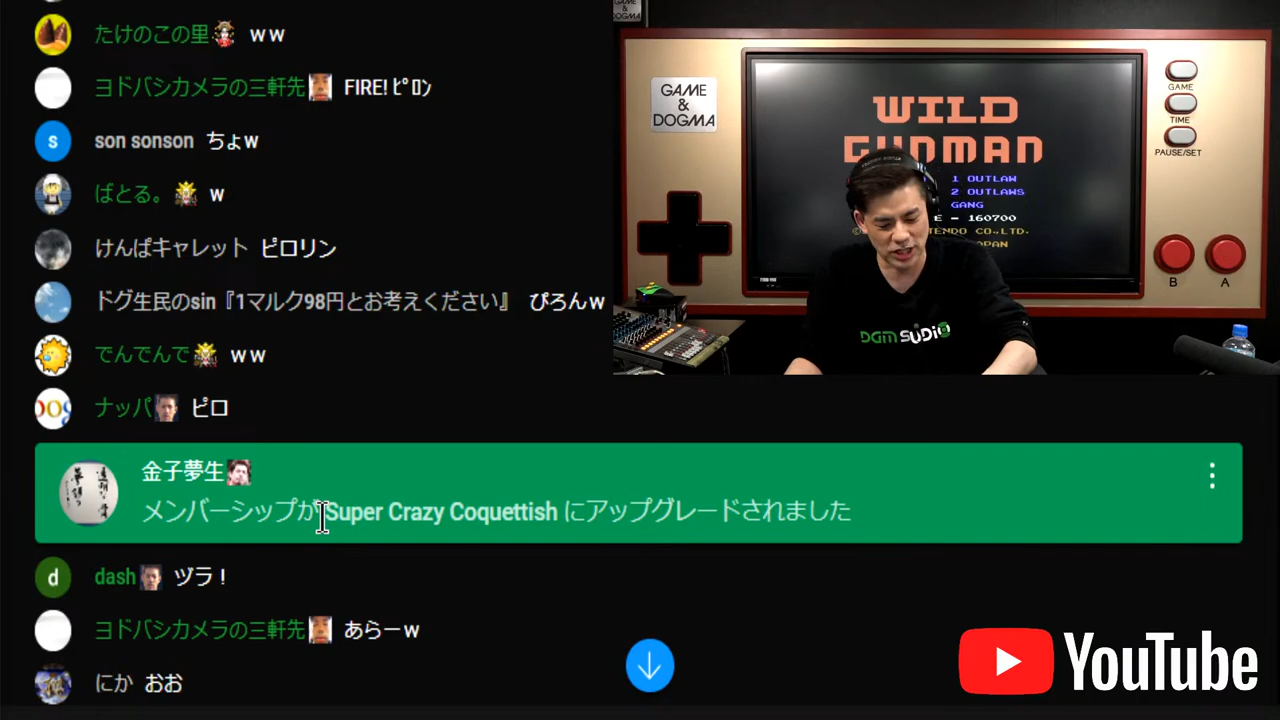 たけのこの里 ｗｗ
ヨドバシカメラの三軒先 FIRE! ﾋﾟﾛﾝ
s son sonson ちょw
ばとる。 w
けんぱキャレット ピロリン
ドグ生民のsin『1マルク98円とお考えください』 ぴろんｗ
でんでんで ｗｗ
ナッパ ピロ
金子夢生
メンバーシップが Super Crazy Coquettish にアップグレードされました
d dash ヅラ！
ヨドバシカメラの三軒先 あらーｗ
にか おお
GAME
& 
DOGMA
WILD
GUNMAN
1 OUTLAW
2 OUTLAWS
GANG
E - 160700
NTENDO CO.,LTD.
APAN
GAME
TIME
PAUSE/SET
B A
DGM SUDIO
YouTube